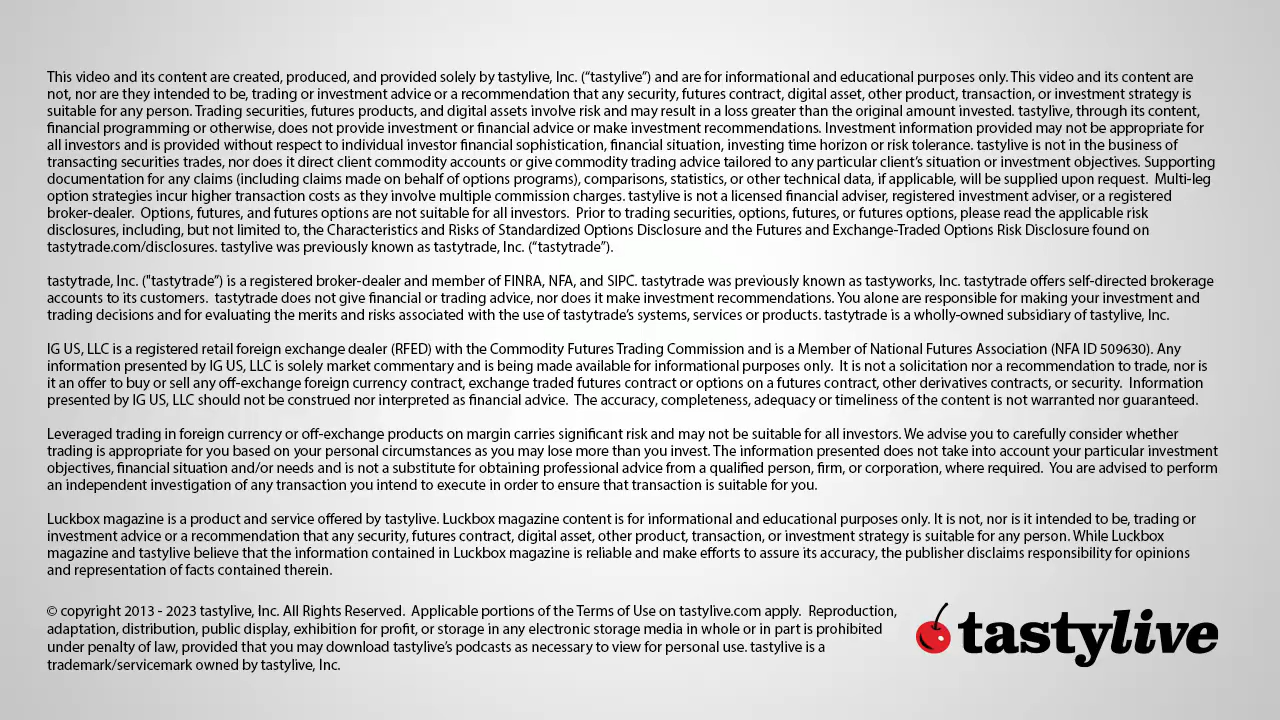 This video and its content are created, produced, and provided solely by tastylive, Inc. (“tastylive”) and are for informational and educational purposes only. This video and its content are
not, nor are they intended to be, trading or investment advice or a recommendation that any security, futures contract, digital asset, other product, transaction, or investment strategy is
suitable for any person. Trading securities, futures products, and digital assets involve risk and may result in a loss greater than the original amount invested. tastylive, through its content,
financial programming or otherwise, does not provide investment or financial advice or make investment recommendations. Investment information provided may not be appropriate for
all investors and is provided without respect to individual investor financial sophistication, financial situation, investing time horizon or risk tolerance. tastylive is not in the business of
transacting securities trades, nor does it direct client commodity accounts or give commodity trading advice tailored to any particular client’s situation or investment objectives. Supporting
documentation for any claims (including claims made on behalf of options programs), comparisons, statistics, or other technical data, if applicable, will be supplied upon request.  Multi-leg
option strategies incur higher transaction costs as they involve multiple commission charges. tastylive is not a licensed financial adviser, registered investment adviser, or a registered
broker-dealer.  Options, futures, and futures options are not suitable for all investors.  Prior to trading securities, options, futures, or futures options, please read the applicable risk
disclosures, including, but not limited to, the Characteristics and Risks of Standardized Options Disclosure and the Futures and Exchange-Traded Options Risk Disclosure found on
tastytrade.com/disclosures. tastylive was previously known as tastytrade, Inc. (“tastytrade”).
tastytrade, Inc. ("tastytrade”) is a registered broker-dealer and member of FINRA, NFA, and SIPC. tastytrade was previously known as tastyworks, Inc. tastytrade offers self-directed brokerage
accounts to its customers.  tastytrade does not give financial or trading advice, nor does it make investment recommendations. You alone are responsible for making your investment and
trading decisions and for evaluating the merits and risks associated with the use of tastytrade’s systems, services or products. tastytrade is a wholly-owned subsidiary of tastylive, Inc.
IG US, LLC is a registered retail foreign exchange dealer (RFED) with the Commodity Futures Trading Commission and is a Member of National Futures Association (NFA ID 509630). Any
information presented by IG US, LLC is solely market commentary and is being made available for informational purposes only.  It is not a solicitation nor a recommendation to trade, nor is
it an offer to buy or sell any off-exchange foreign currency contract, exchange traded futures contract or options on a futures contract, other derivatives contracts, or security.  Information
presented by IG US, LLC should not be construed nor interpreted as financial advice.  The accuracy, completeness, adequacy or timeliness of the content is not warranted nor guaranteed.
Leveraged trading in foreign currency or off-exchange products on margin carries significant risk and may not be suitable for all investors. We advise you to carefully consider whether
trading is appropriate for you based on your personal circumstances as you may lose more than you invest. The information presented does not take into account your particular investment
objectives, financial situation and/or needs and is not a substitute for obtaining professional advice from a qualified person, firm, or corporation, where required.  You are advised to perform
an independent investigation of any transaction you intend to execute in order to ensure that transaction is suitable for you.
Luckbox magazine is a product and service offered by tastylive. Luckbox magazine content is for informational and educational purposes only. It is not, nor is it intended to be, trading or
investment advice or a recommendation that any security, futures contract, digital asset, other product, transaction, or investment strategy is suitable for any person. While Luckbox
magazine and tastylive believe that the information contained in Luckbox magazine is reliable and make efforts to assure its accuracy, the publisher disclaims responsibility for opinions
and representation of facts contained therein.
© copyright 2013 - 2023 tastylive, Inc. All Rights Reserved.  Applicable portions of the Terms of Use on tastylive.com apply.  Reproduction,
adaptation, distribution, public display, exhibition for profit, or storage in any electronic storage media in whole or in part is prohibited
under penalty of law, provided that you may download tastylive’s podcasts as necessary to view for personal use. tastylive is a
trademark/servicemark owned by tastylive, Inc.
tastylive